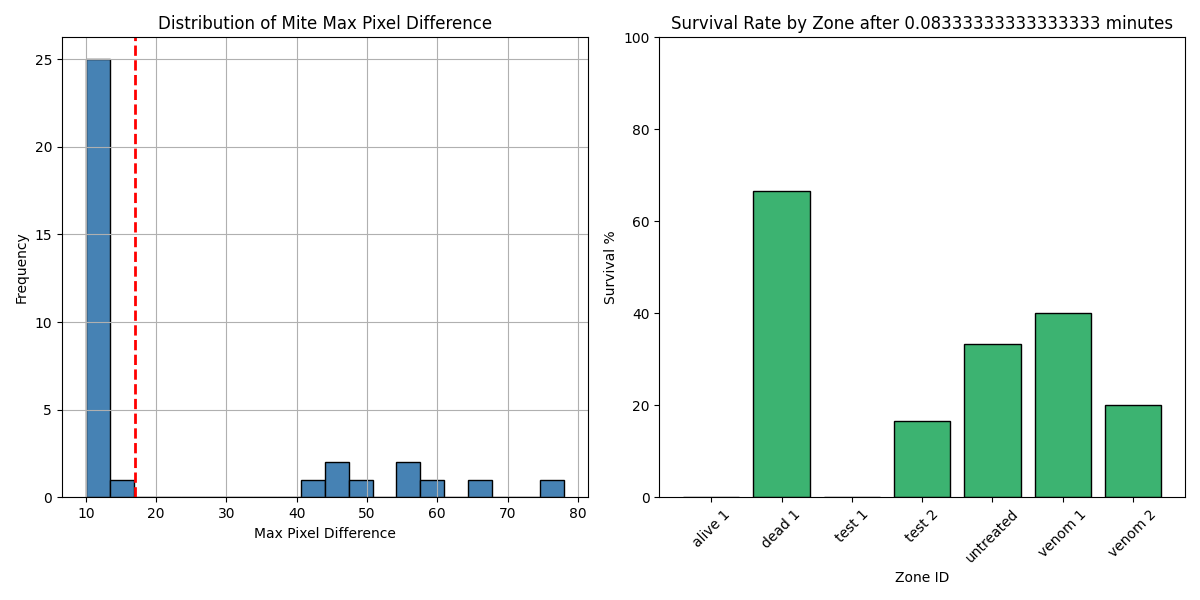 Distribution of Mite Max Pixel Difference
Frequency
25
20
15
10
5
0
10 20 30 40 50 60 70 80
Max Pixel Difference
Survival Rate by Zone after 0.08333333333333333 minutes
Survival %
100
80
60
40
20
0
alive 1 dead 1 test 1 test 2 untreated venom 1 venom 2
Zone ID